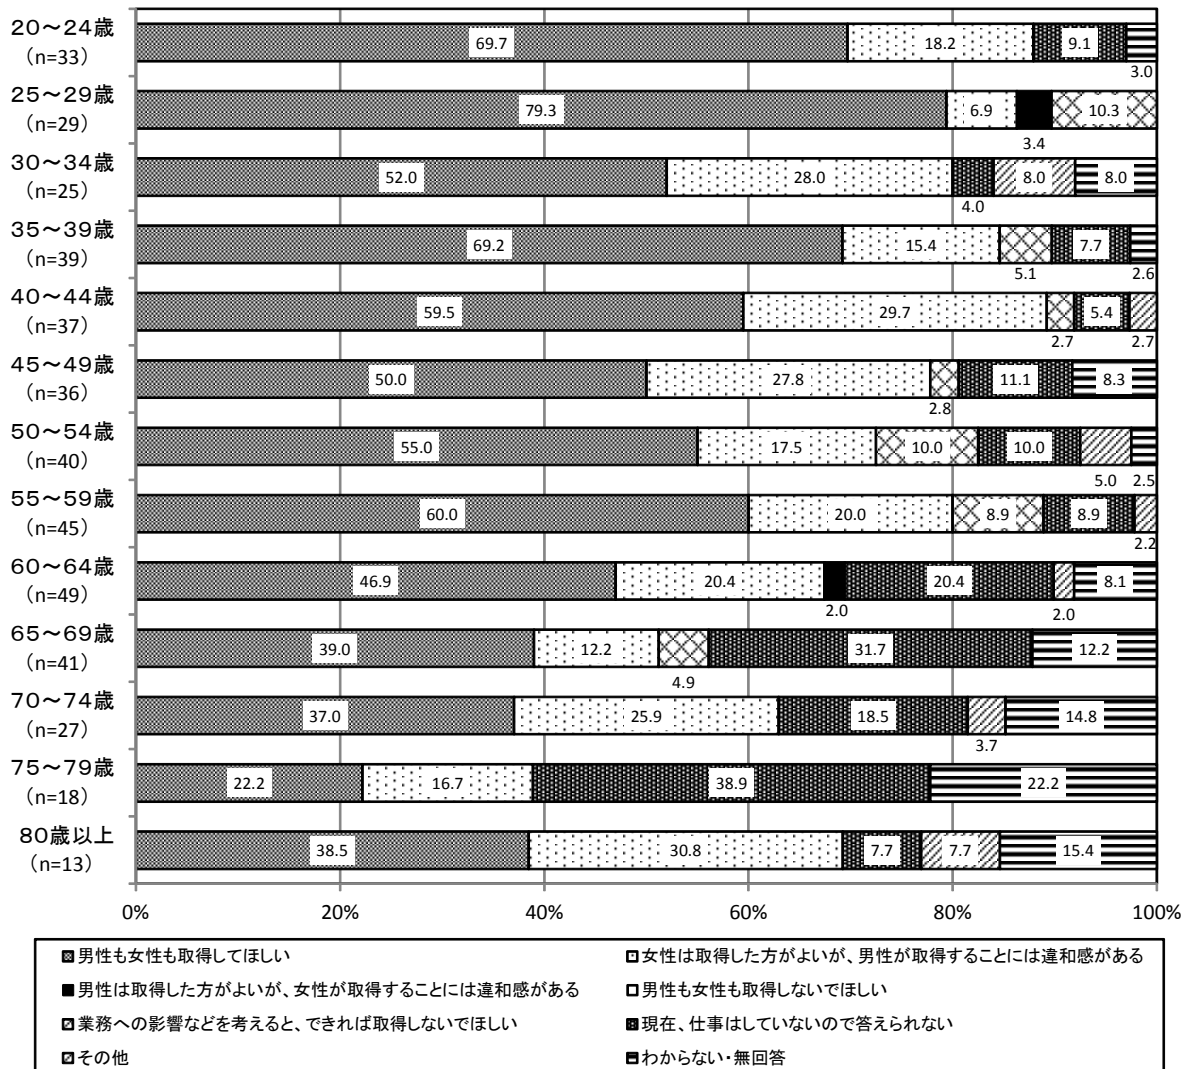 20～24歳
69.7 18.2 9.1
(n=33)
3.0
25～29歳
79.3 6.9 10.3
(n=29)
3.4
30～34歳
52.0 28.0 8.0 8.0
(n=25)
4.0
35～39歳
69.2 15.4 7.7
(n=39)
5.1 2.6
40～44歳
59.5 29.7 5.4
(n=37)
2.7 2.7
45～49歳
50.0 27.8 11.1 8.3
(n=36)
2.8
50～54歳
55.0 17.5 10.0 10.0
(n=40)
5.0 2.5
55～59歳
60.0 20.0 8.9 8.9
(n=45)
2.2
60～64歳
46.9 20.4 20.4 8.1
(n=49)
2.0 2.0
65～69歳
39.0 12.2 31.7 12.2
(n=41)
4.9
70～74歳
37.0 25.9 18.5 14.8
(n=27)
3.7
75～79歳
22.2 16.7 38.9 22.2
(n=18)
80歳以上
38.5 30.8 7.7 7.7 15.4
(n=13)
0% 20% 40% 60% 80% 100%
男性も女性も取得してほしい 女性は取得した方がよいが、男性が取得することには違和感がある
男性は取得した方がよいが、女性が取得することには違和感がある 男性も女性も取得しないでほしい
業務への影響などを考えると、できれば取得しないでほしい 現在、仕事はしていないので答えられない
その他 わからない・無回答